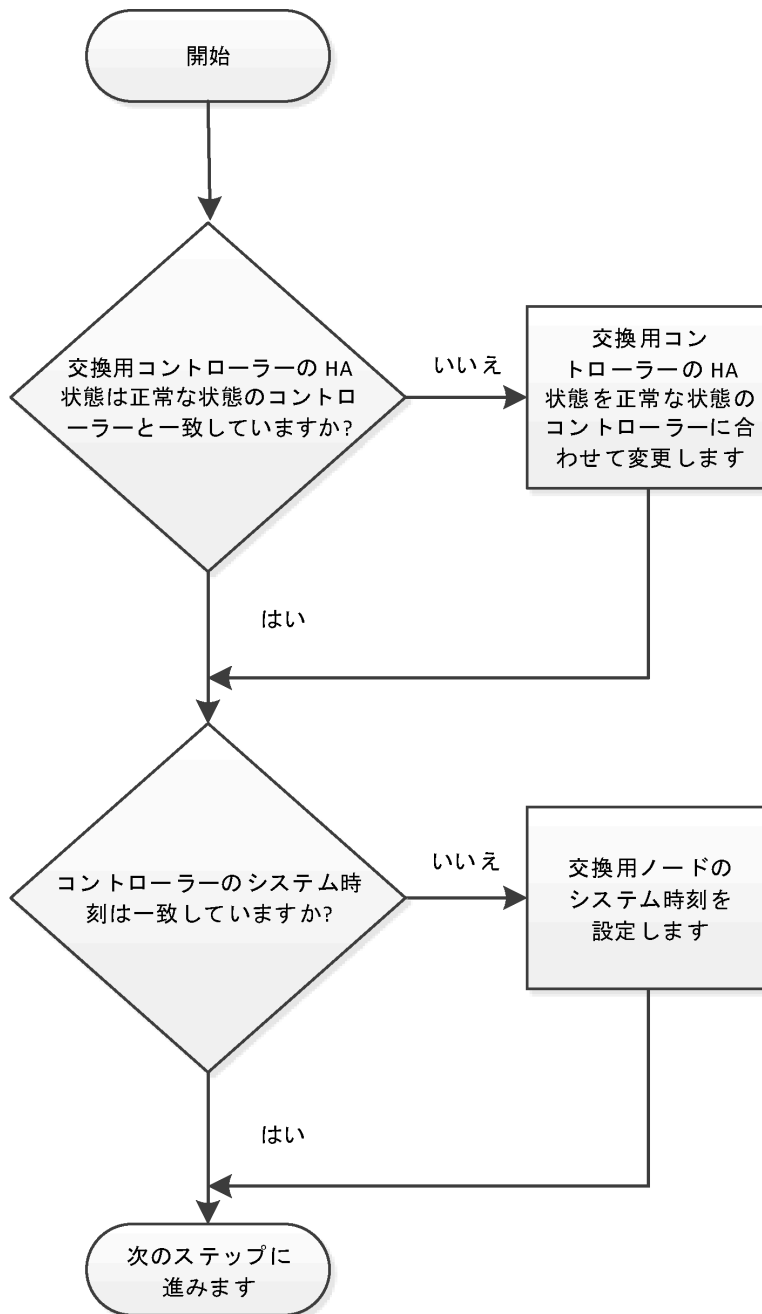 開始
交換用コントローラーの HA
状態は正常な状態のコントロ
ーラーと一致していますか?
いいえ
交換用コン
トローラーの HA
状態を正常な状態の
コントローラーに合
わせて変更します
はい
コントローラーのシステム時
刻は一致していますか?
いいえ
交換用ノードの
システム時刻を
設定します
はい
次のステップに
進みます